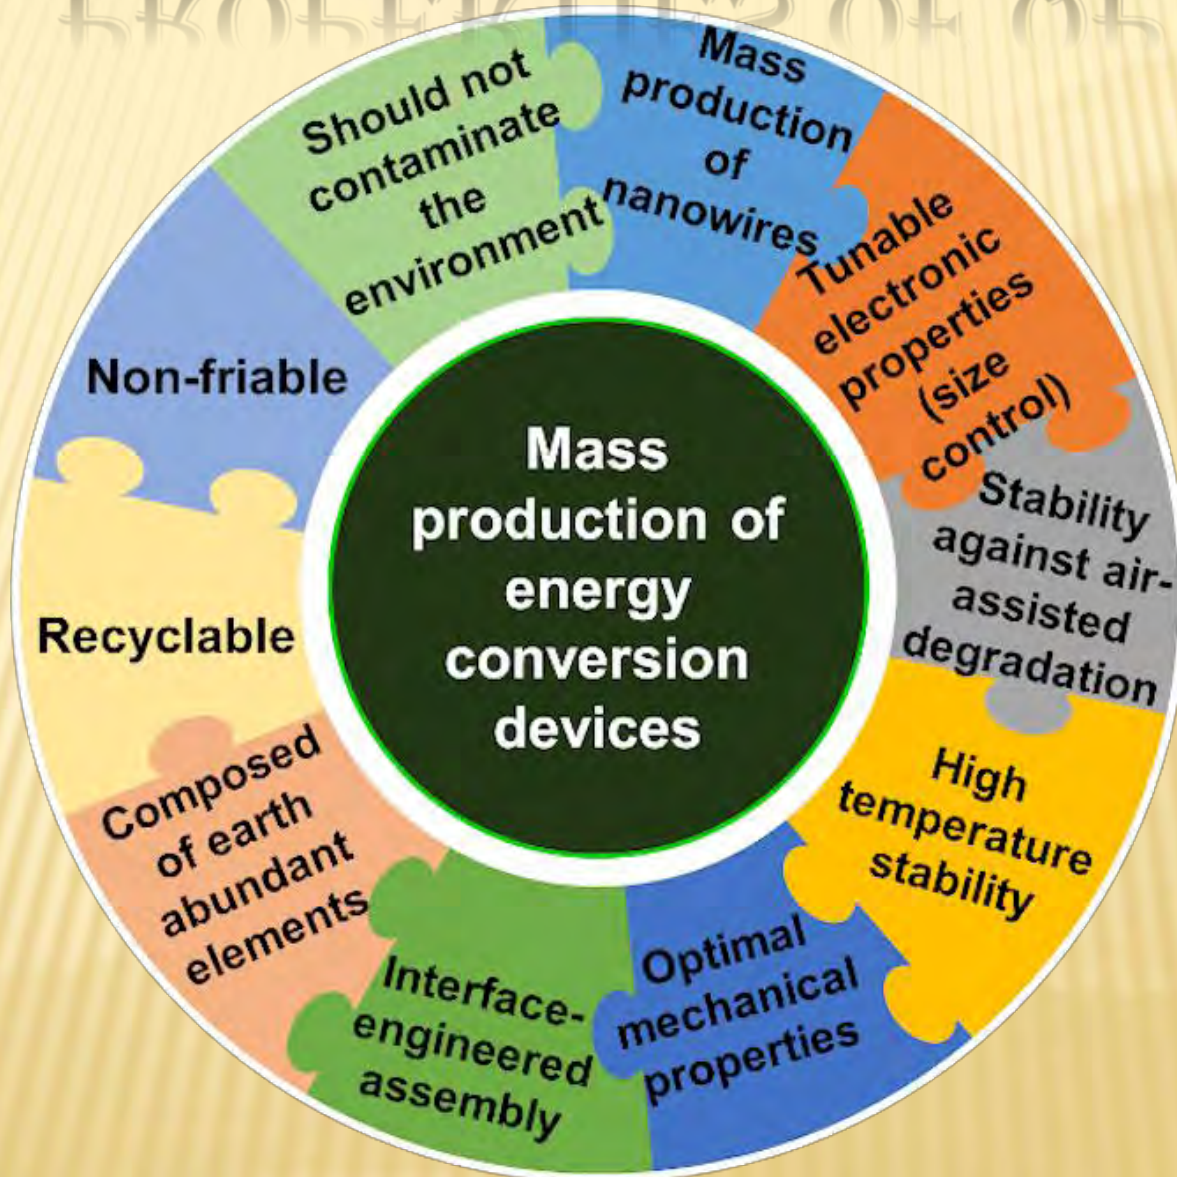 Mass
production
of
nanowires
Tunable
electronic
properties
(size
control)
Stability
against air-
assisted
degradation
High
temperature
stability
Optimal
mechanical
properties
Interface-
engineered
assembly
Composed
of earth
abundant
elements
Recyclable
Non-friable
Should not
contaminate
the
environment
Mass
production of
energy
conversion
devices